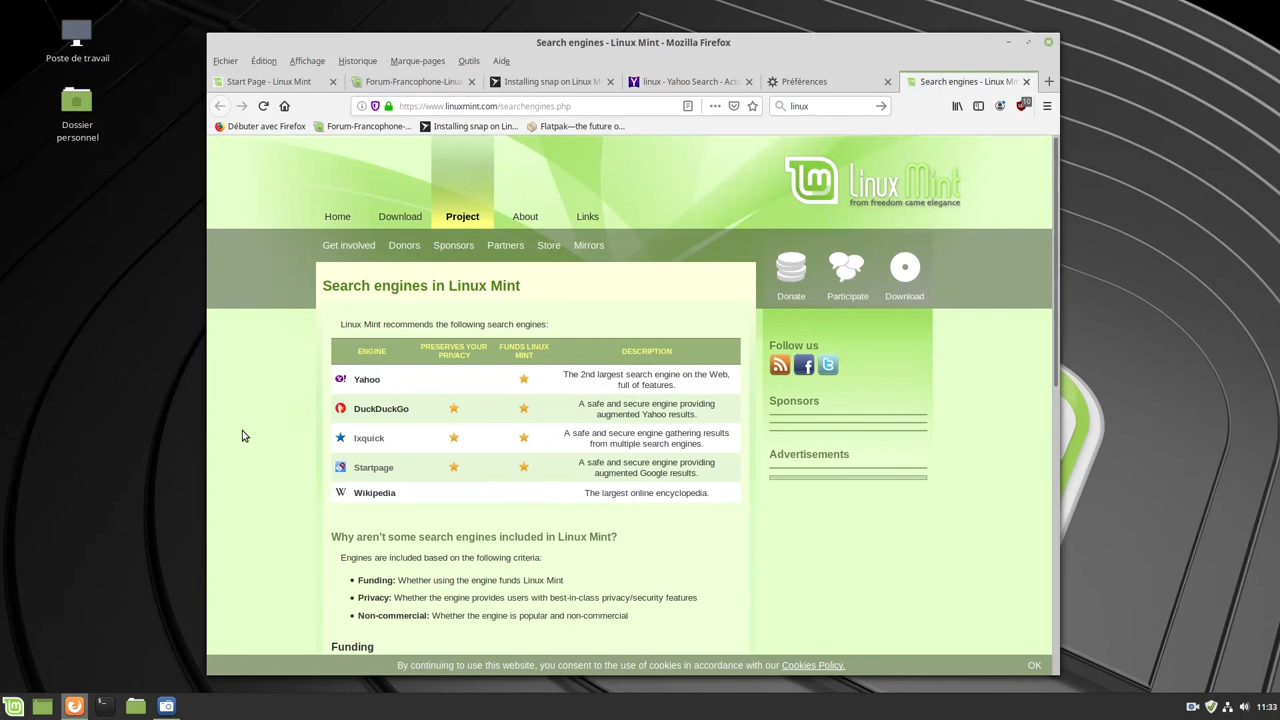 Poste de travail
Dossier
personnel
Search engines - Linux Mint - Mozilla Firefox
Fichier Édition Affichage Historique Marque-pages Outils Aide
Start Page - Linux Mint
Forum-Francophone-Linu
Installing snap on Linux M
linux - Yahoo Search - Actu
Préférences
Search engines - Linux Min
https://www.linuxmint.com/searchengines.php
linux
10
Débuter avec Firefox
Forum-Francophone-...
Installing snap on Lin...
Flatpak—the future o...
Linux Mint
from freedom came elegance
Home Download Project About Links
Get involved Donors Sponsors Partners Store Mirrors
Donate Participate Download
Search engines in Linux Mint
Linux Mint recommends the following search engines:
ENGINE PRESERVES YOUR PRIVACY FUNDS LINUX MINT DESCRIPTION
Yahoo The 2nd largest search engine on the Web,
full of features.
DuckDuckGo A safe and secure engine providing
augmented Yahoo results.
Ixquick A safe and secure engine gathering results
from multiple search engines.
Startpage A safe and secure engine providing
augmented Google results.
W Wikipedia The largest online encyclopedia.
Why aren't some search engines included in Linux Mint?
Engines are included based on the following criteria:
• Funding: Whether using the engine funds Linux Mint
• Privacy: Whether the engine provides users with best-in-class privacy/security features
• Non-commercial: Whether the engine is popular and non-commercial
Funding
Follow us
Sponsors
Advertisements
By continuing to use this website, you consent to the use of cookies in accordance with our Cookies Policy. OK
11:33